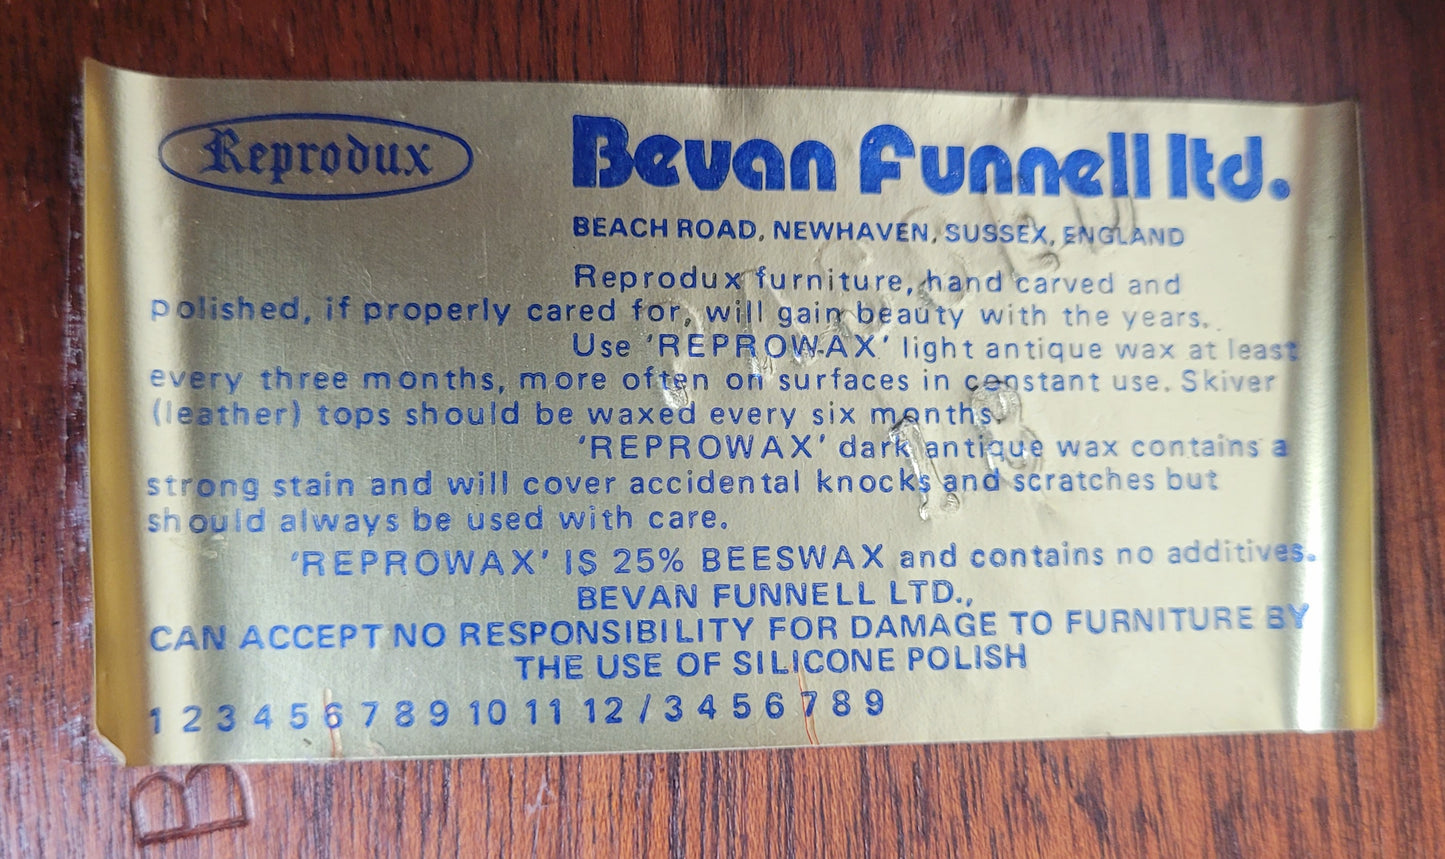 Reprodux
Bevan Funnell ltd.
BEACH ROAD, NEWHAVEN, SUSSEX, ENGLAND
Reprodux furniture, hand carved and
polished, if properly cared for, will gain beauty with the years.
Use 'REPROWAX' light antique wax at least
every three months, more often on surfaces in constant use. Skiver
(leather) tops should be waxed every six months.
'REPROWAX' dark antique wax contains a
strong stain and will cover accidental knocks and scratches but
should always be used with care.
'REPROWAX' IS 25% BEESWAX and contains no additives.
BEVAN FUNNELL LTD.,
CAN ACCEPT NO RESPONSIBILITY FOR DAMAGE TO FURNITURE BY
THE USE OF SILICONE POLISH
1 2 3 4 5 6 7 8 9 10 11 12 / 3 4 5 6 7 8 9
B